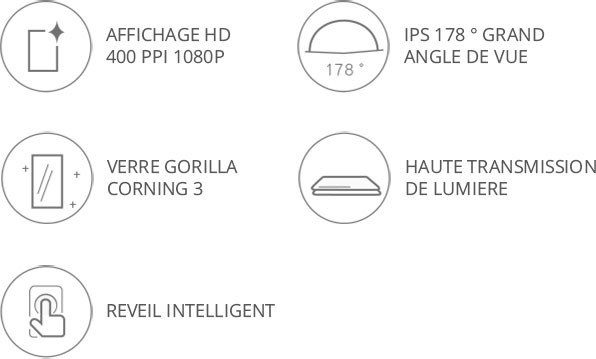 AFFICHAGE HD
400 PPI 1080P
IPS 178 ° GRAND
ANGLE DE VUE
178 °
VERRE GORILLA
CORNING 3
HAUTE TRANSMISSION
DE LUMIERE
REVEIL INTELLIGENT